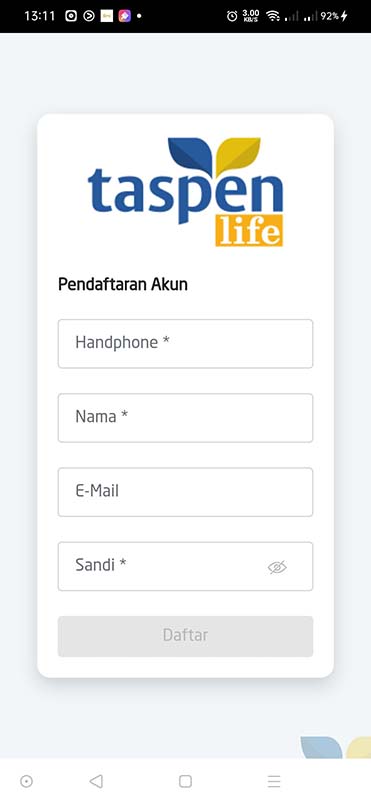 13:11
3.00
KB/S
92%
taspen
life
Pendaftaran Akun
Handphone *
Nama *
E-Mail
Sandi *
Daftar